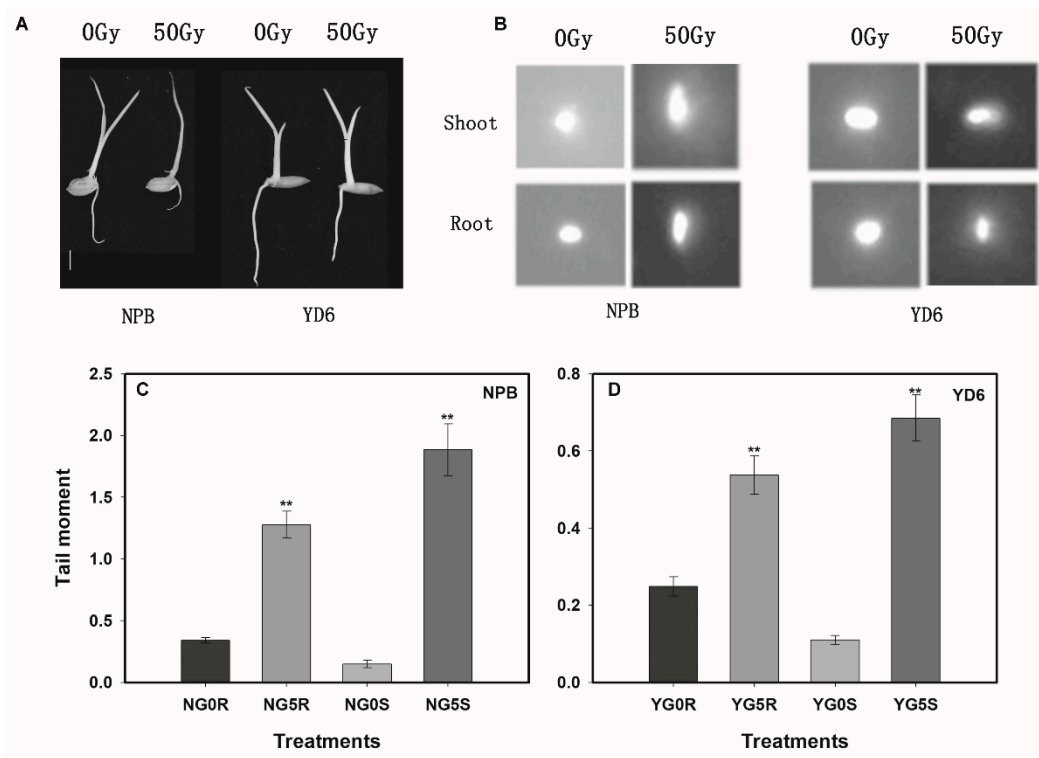 A
0Gy 50Gy 0Gy 50Gy
NPB YD6
B
0Gy 50Gy 0Gy 50Gy
Shoot
Root
NPB YD6
C
NPB
2.5
2.0
1.5
1.0
0.5
0.0
Tail moment
**
**
NG0R NG5R NG0S NG5S
Treatments
D
YD6
0.8
0.6
0.4
0.2
0.0
**
**
YG0R YG5R YG0S YG5S
Treatments